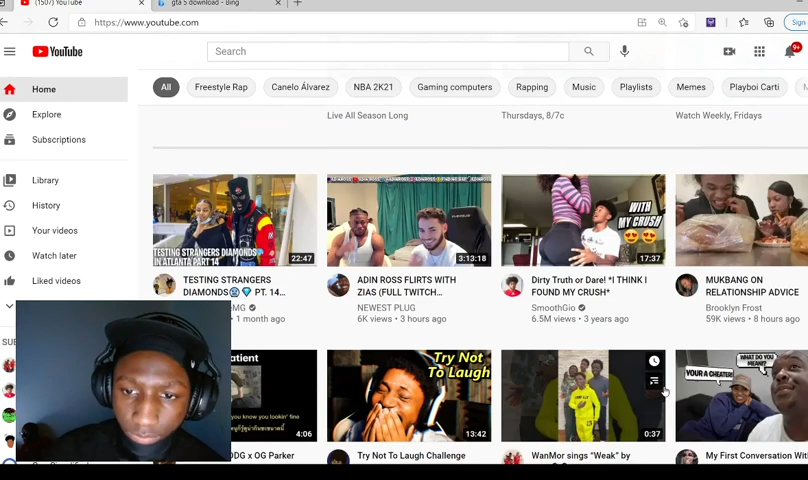 (1507) YouTube
gta 5 download - Bing
https://www.youtube.com
Sign
YouTube
Search
9+
Home
Explore
Subscriptions
Library
History
Your videos
Watch later
Liked videos
All
Freestyle Rap
Canelo Álvarez
NBA 2K21
Gaming computers
Rapping
Music
Playlists
Memes
Playboi Carti
Live All Season Long
Thursdays, 8/7c
Watch Weekly, Fridays
TESTING STRANGERS DIAMONDS
IN ATLANTA PART 14
22:47
3:13:18
WITH
MY CRUSH
17:37
TESTING STRANGERS
DIAMONDS🥶 💎 PT. 14...
1 month ago
ADIN ROSS FLIRTS WITH
ZIAS (FULL TWITCH...
NEWEST PLUG
6K views • 3 hours ago
Dirty Truth or Dare! *I THINK I
FOUND MY CRUSH*
SmoothGio
6.5M views • 3 years ago
MUKBANG ON
RELATIONSHIP ADVICE
Brooklyn Frost
59K views • 8 hours ago
atient
you know you lookin' fine
4:06
DDG x OG Parker
Try Not
To Laugh
13:42
Try Not To Laugh Challenge
0:37
WanMor sings "Weak" by
YOUR A CHEATER!
WHAT DO YOU
MEAN?
My First Conversation With